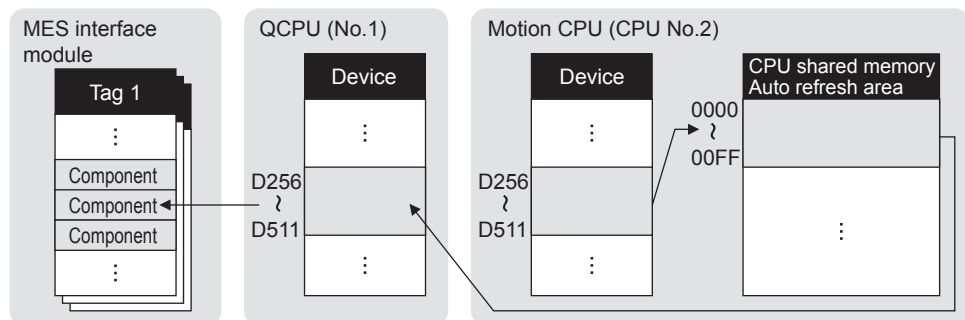 MES interface
module
Tag 1
⋮
Component
Component
Component
⋮
QCPU (No.1)
Device
⋮
D256
~
D511
⋮
Motion CPU (CPU No.2)
Device
⋮
D256
~
D511
⋮
CPU shared memory
Auto refresh area
0000
~
00FF
⋮